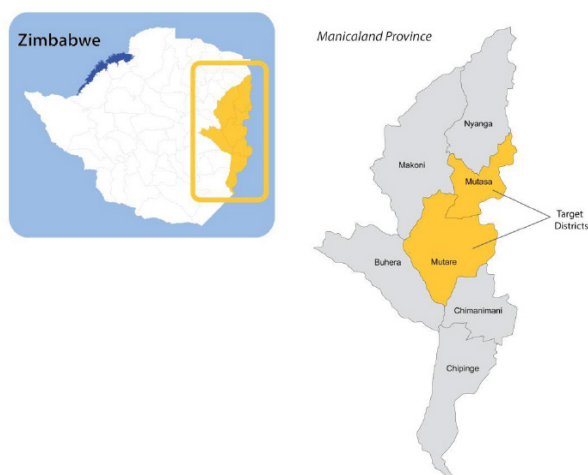 Zimbabwe
Manicaland Province
Nyanga
Makoni
Mutasa
Target
Districts
Buhera
Mutare
Chimanimani
Chipinge